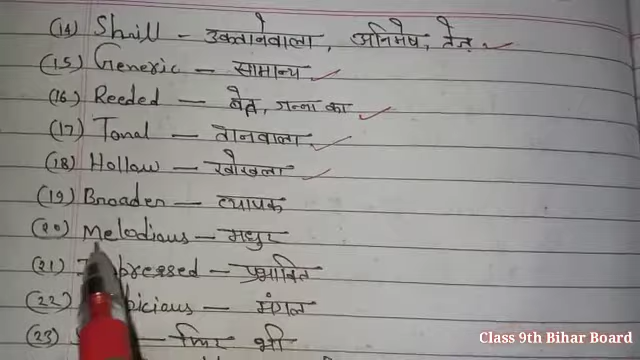 (14) Shrill - उकतानेवाला, अनिमेष, तेज़
(15) Generic — सामान्य
(16) Reeded — बेंत, गन्ना का
(17) Tonal — तानवाला
(18) Hollow — खोखला
(19) Broader — व्यापक
(20) Melodious — मधुर
(21) pressed — प्रभावित
(22) picious — मंगल
(23) — फिर भी
Class 9th Bihar Board